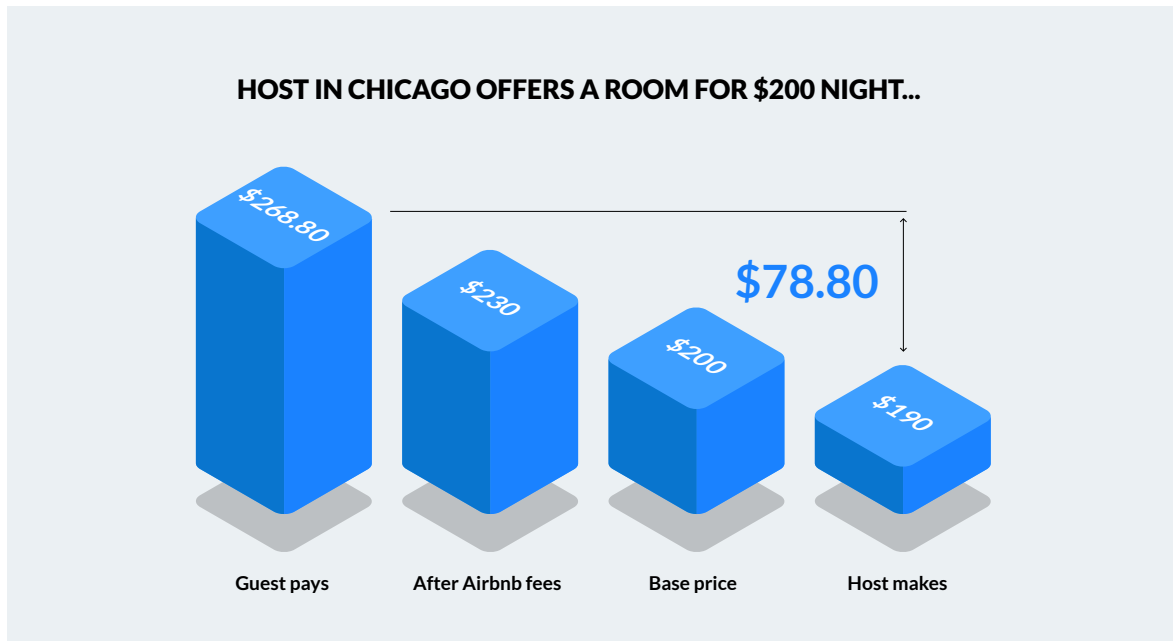 HOST IN CHICAGO OFFERS A ROOM FOR $200 NIGHT...
$268.80
$230
$200
$190
$78.80
Guest pays
After Airbnb fees
Base price
Host makes